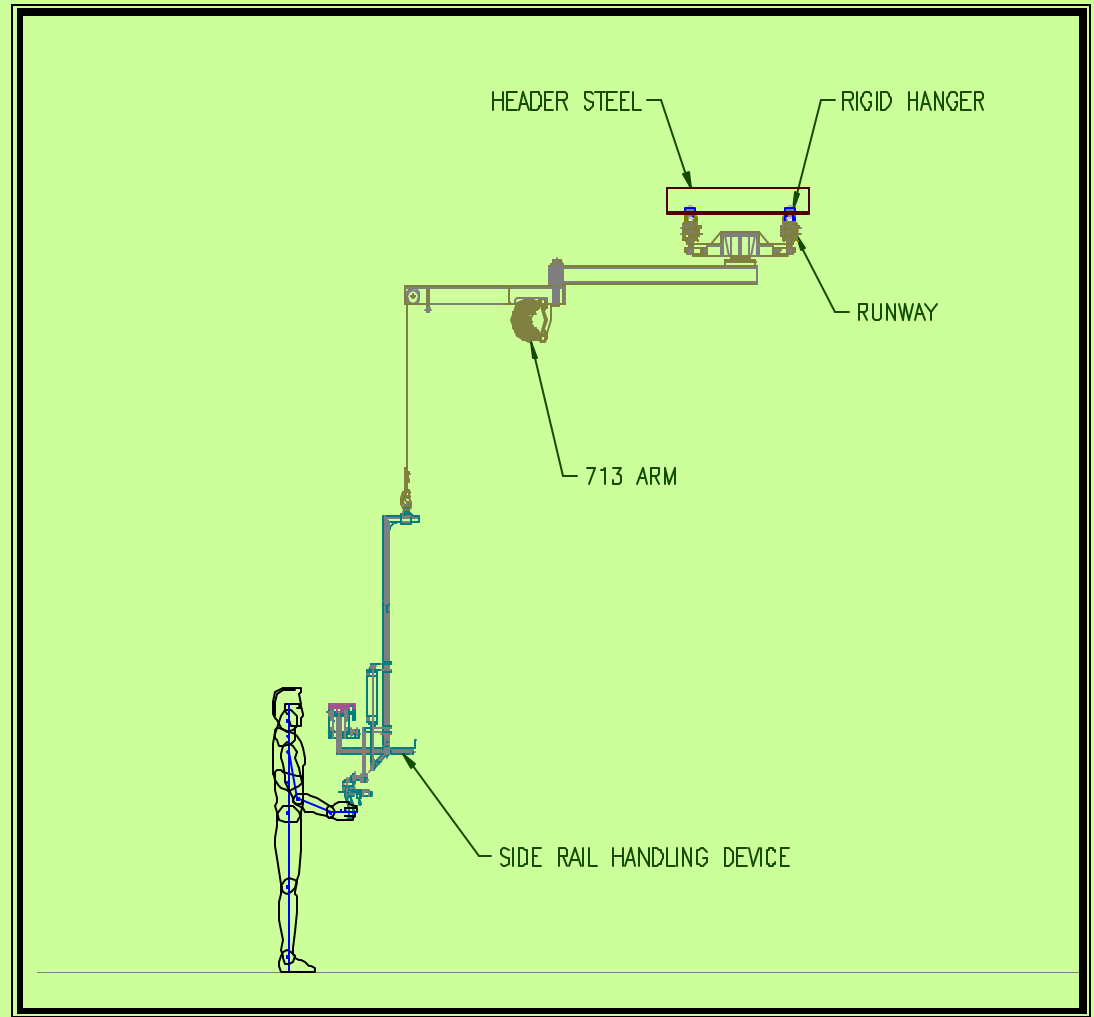 HEADER STEEL
RIGID HANGER
RUNWAY
713 ARM
SIDE RAIL HANDLING DEVICE